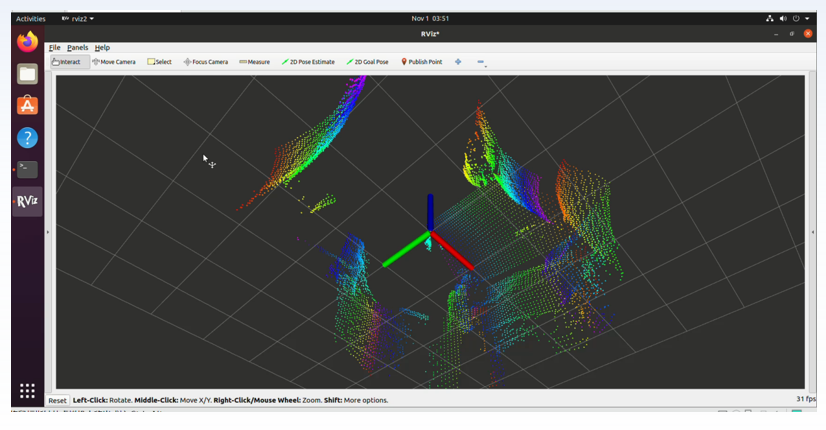 Activities rviz2 Nov 1 03:51
RViz*
File Panels Help
Interact Move Camera Select Focus Camera Measure 2D Pose Estimate 2D Goal Pose Publish Point
RViz
Reset Left-Click: Rotate. Middle-Click: Move X/Y. Right-Click/Mouse Wheel: Zoom. Shift: More options. 31 fps